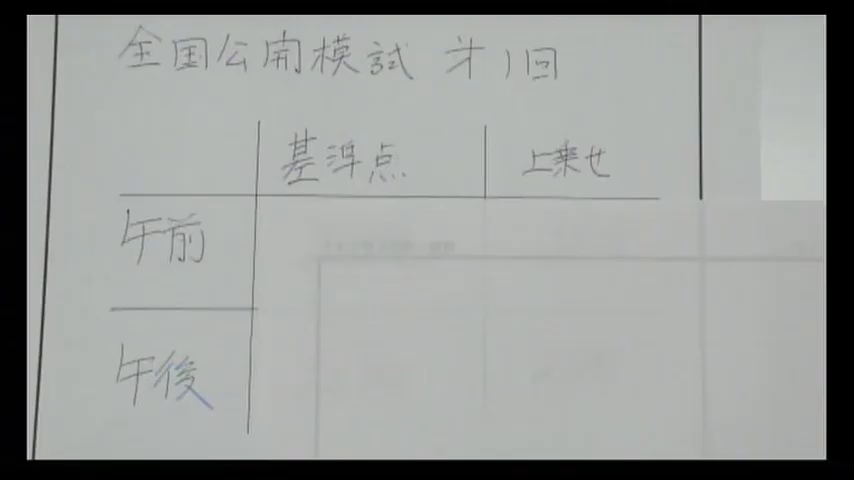 全国公開模試 第1回
基準点 上乗せ
午前
午後